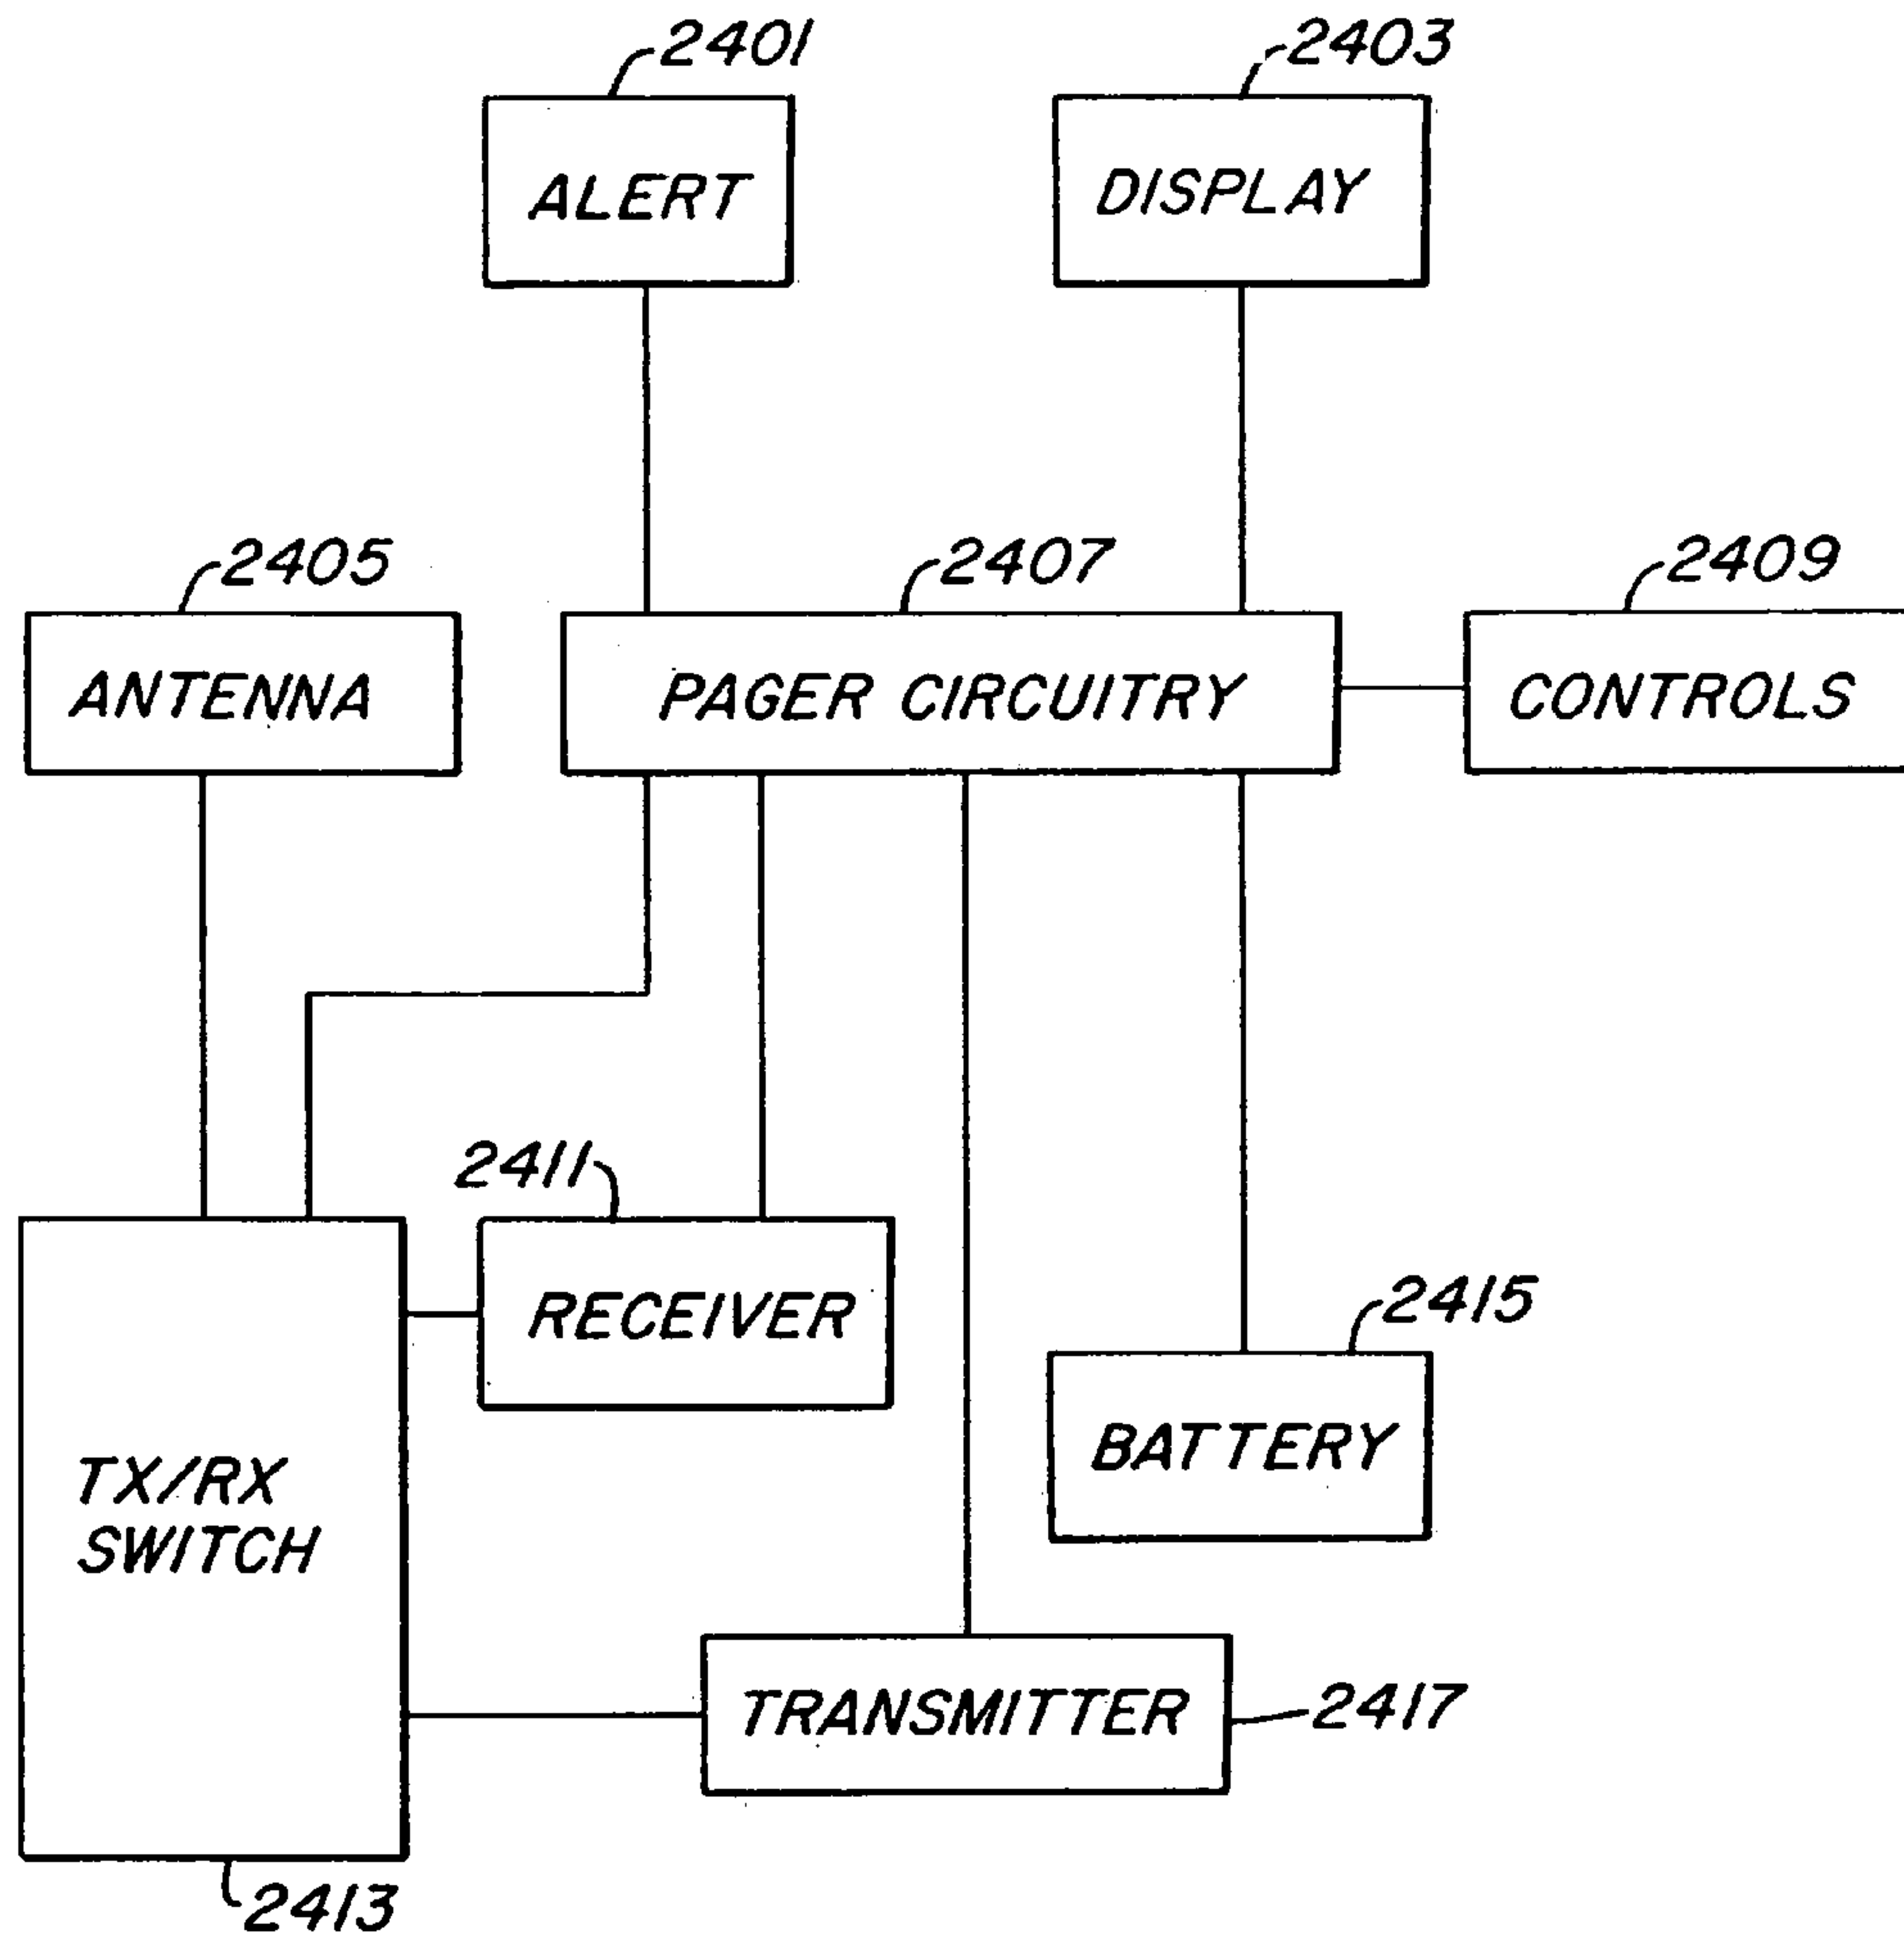 2401
2403
ALERT
DISPLAY
2405
2407
2409
ANTENNA
PAGER CIRCUITRY
CONTROLS
2411
RECEIVER
2415
BATTERY
TX/RX
SWITCH
TRANSMITTER
2417
2413